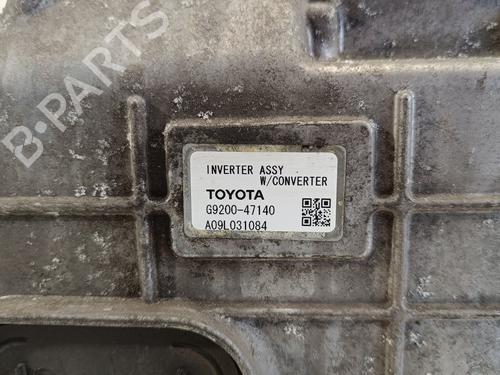 B-PARTS
INVERTER ASSY
W/CONVERTER
TOYOTA
G9200-47140
A09L031084